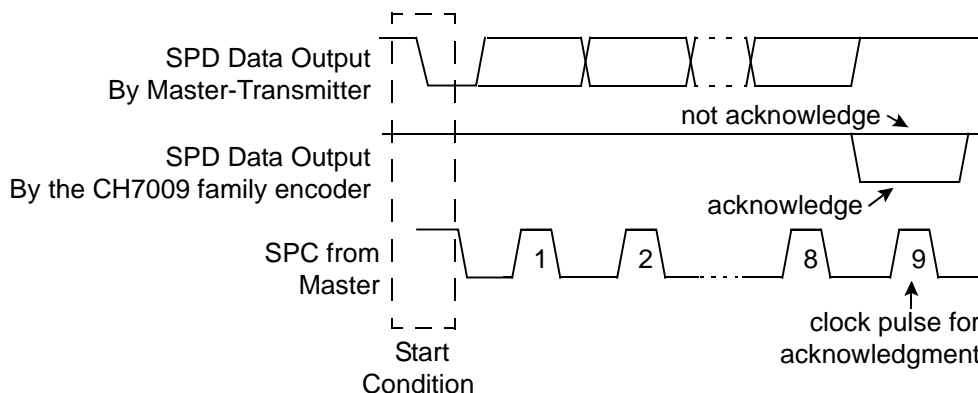 SPD Data Output
By Master-Transmitter
not acknowledge
SPD Data Output
By the CH7009 family encoder
acknowledge
SPC from
Master
1
2
8
9
clock pulse for
acknowledgment
Start
Condition